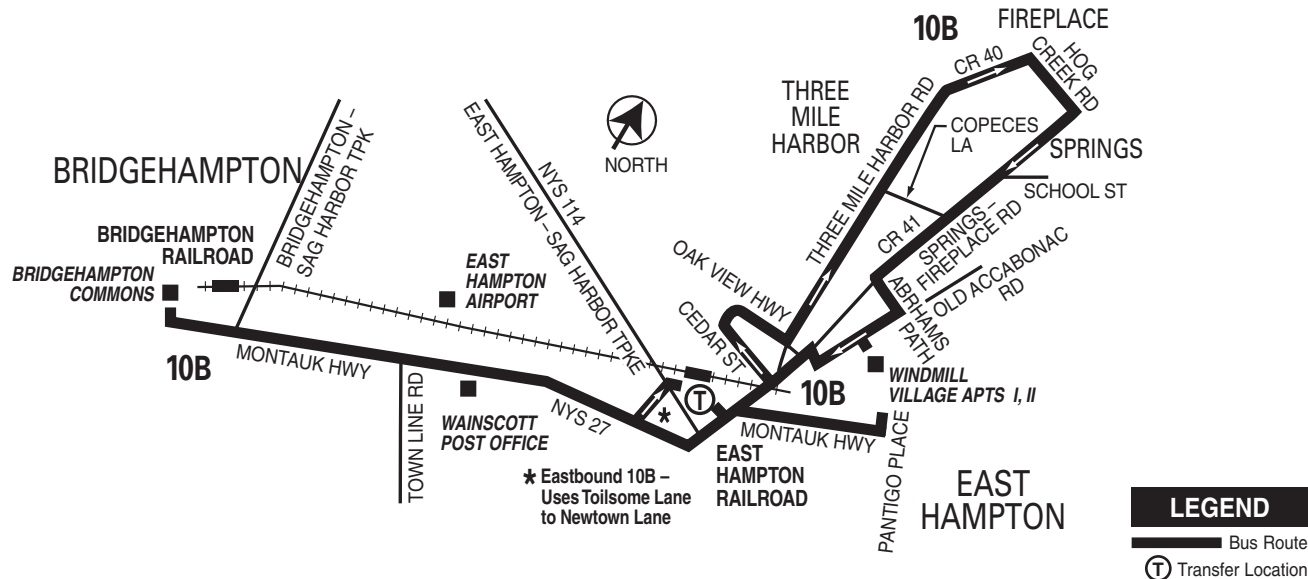 10B
FIREPLACE
CR 40
HOG
CREEK RD
THREE
MILE
HARBOR
THREE MILE HARBOR RD
COPECES
LA
SPRINGS
SCHOOL ST
CR 41
SPRINGS –
FIREPLACE RD
OLD ACCABONAC
RD
ABRHAMS
PATH
NORTH
BRIDGEHAMPTON
BRIDGEHAMPTON –
SAG HARBOR TPK
NYS 114
EAST HAMPTON – SAG HARBOR TPKE
BRIDGEHAMPTON
RAILROAD
BRIDGEHAMPTON
COMMONS
EAST
HAMPTON
AIRPORT
OAK VIEW HWY
CEDAR ST
10B
MONTAUK HWY
TOWN LINE RD
WAINSCOTT
POST OFFICE
NYS 27
*
T
10B
WINDMILL
VILLAGE APTS I, II
MONTAUK HWY
PANTIGO PLACE
EAST
HAMPTON
RAILROAD
* Eastbound 10B –
Uses Toilsome Lane
to Newtown Lane
EAST
HAMPTON
LEGEND
Bus Route
T Transfer Location